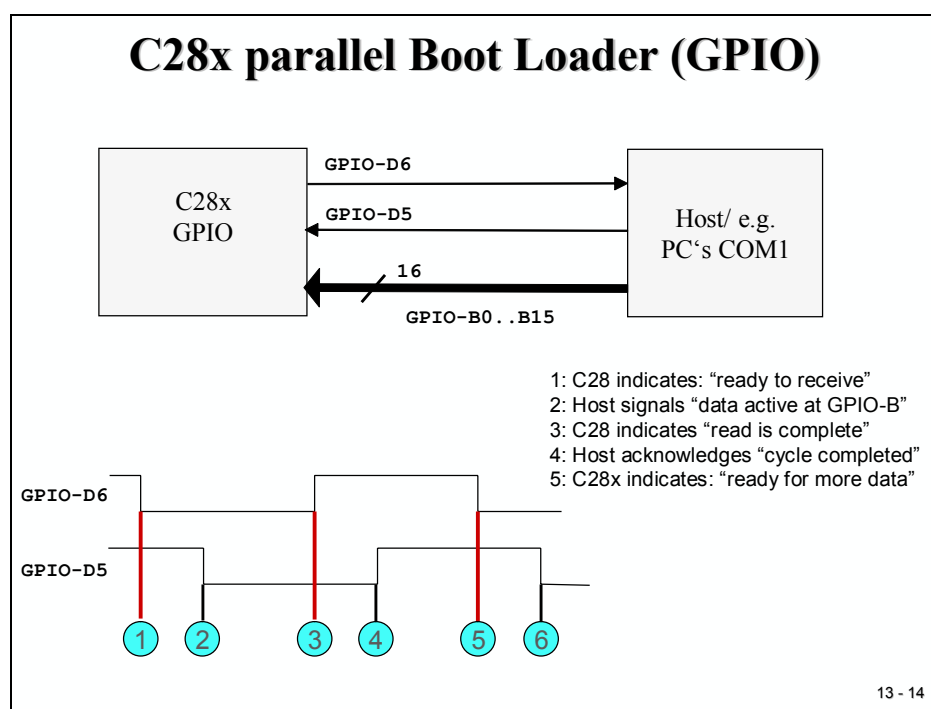 C28x parallel Boot Loader (GPIO)
GPIO-D6
C28x
GPIO
GPIO-D5
Host/ e.g.
PC‘s COM1
16
GPIO-B0..B15
1: C28 indicates: “ready to receive”
2: Host signals “data active at GPIO-B”
3: C28 indicates “read is complete”
4: Host acknowledges “cycle completed”
5: C28x indicates: “ready for more data”
GPIO-D6
GPIO-D5
1 2 3 4 5 6
13 - 14